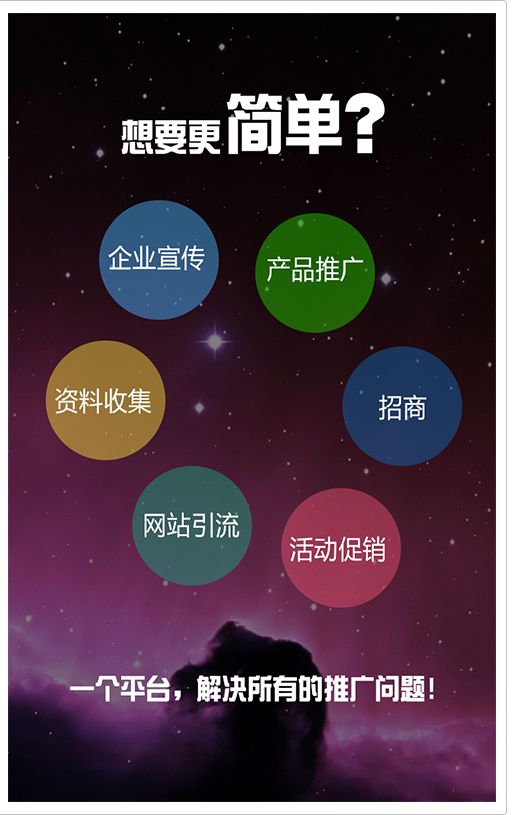 想要更简单?
企业宣传
产品推广
资料收集
招商
网站引流
活动促销
一个平台，解决所有的推广问题！